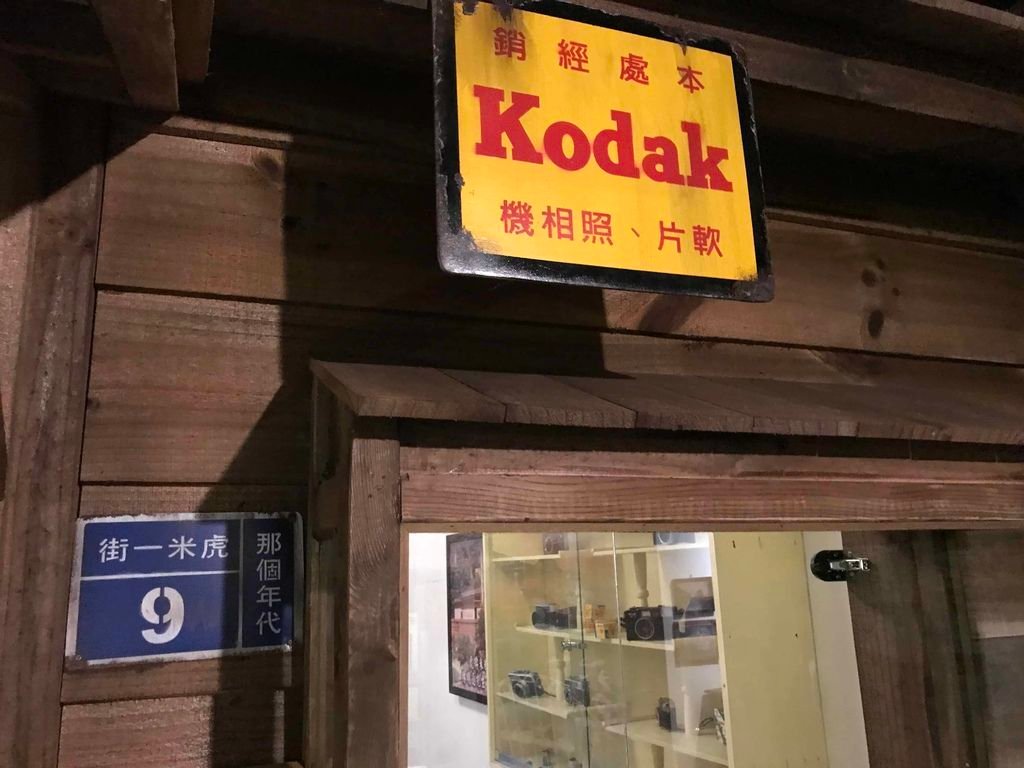 本處經銷
Kodak
軟片、照相機
那個年代
虎米一街
9